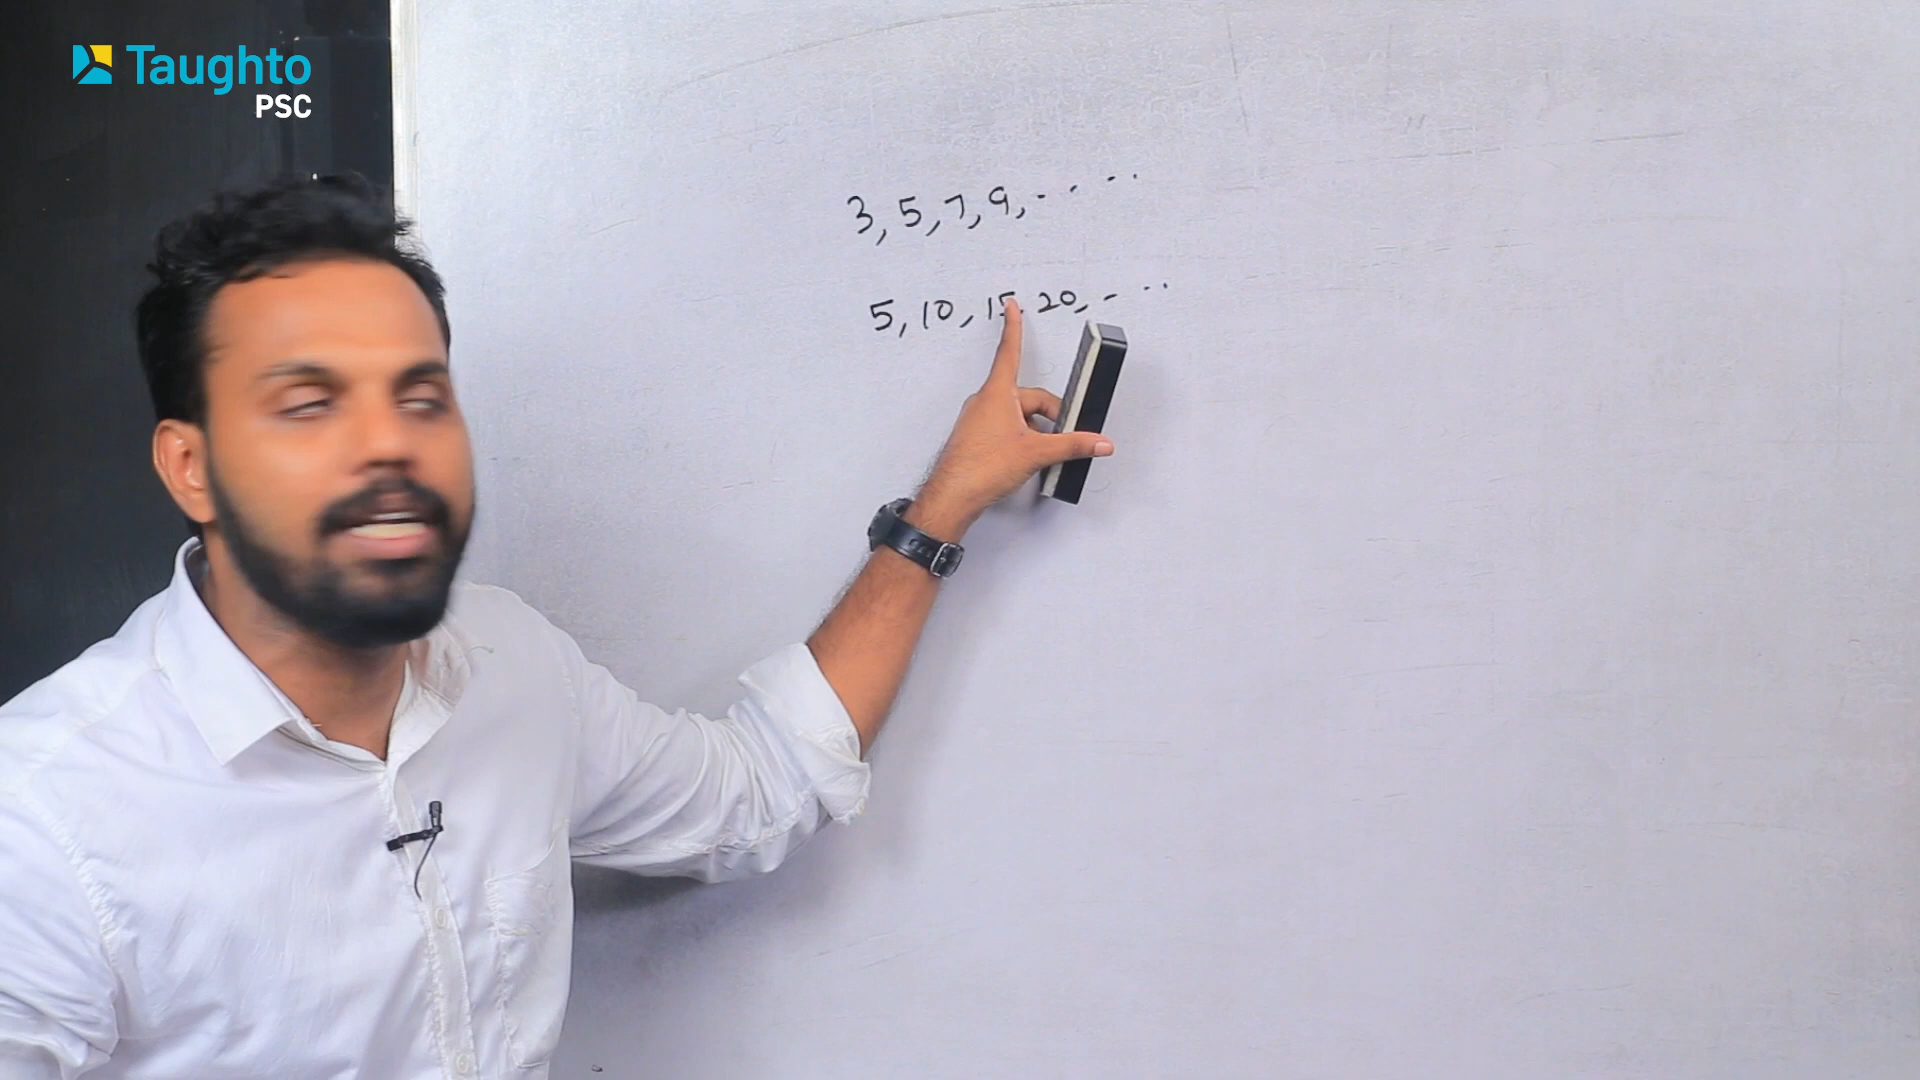 Taughto
PSC
3, 5, 7, 9, - - - .
5, 10, 15, 20, - . .